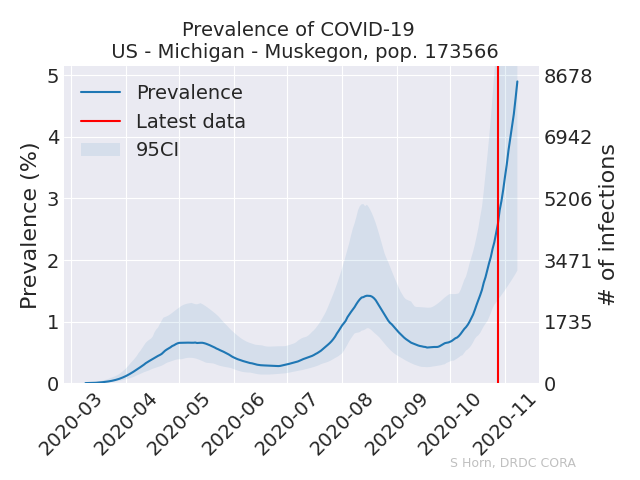 Prevalence of COVID-19
US - Michigan - Muskegon, pop. 173566
Prevalence
Latest data
95CI
Prevalence (%)
5
4
3
2
1
0
8678
6942
5206
3471
1735
0
# of infections
2020-03
2020-04
2020-05
2020-06
2020-07
2020-08
2020-09
2020-10
2020-11
S Horn, DRDC CORA